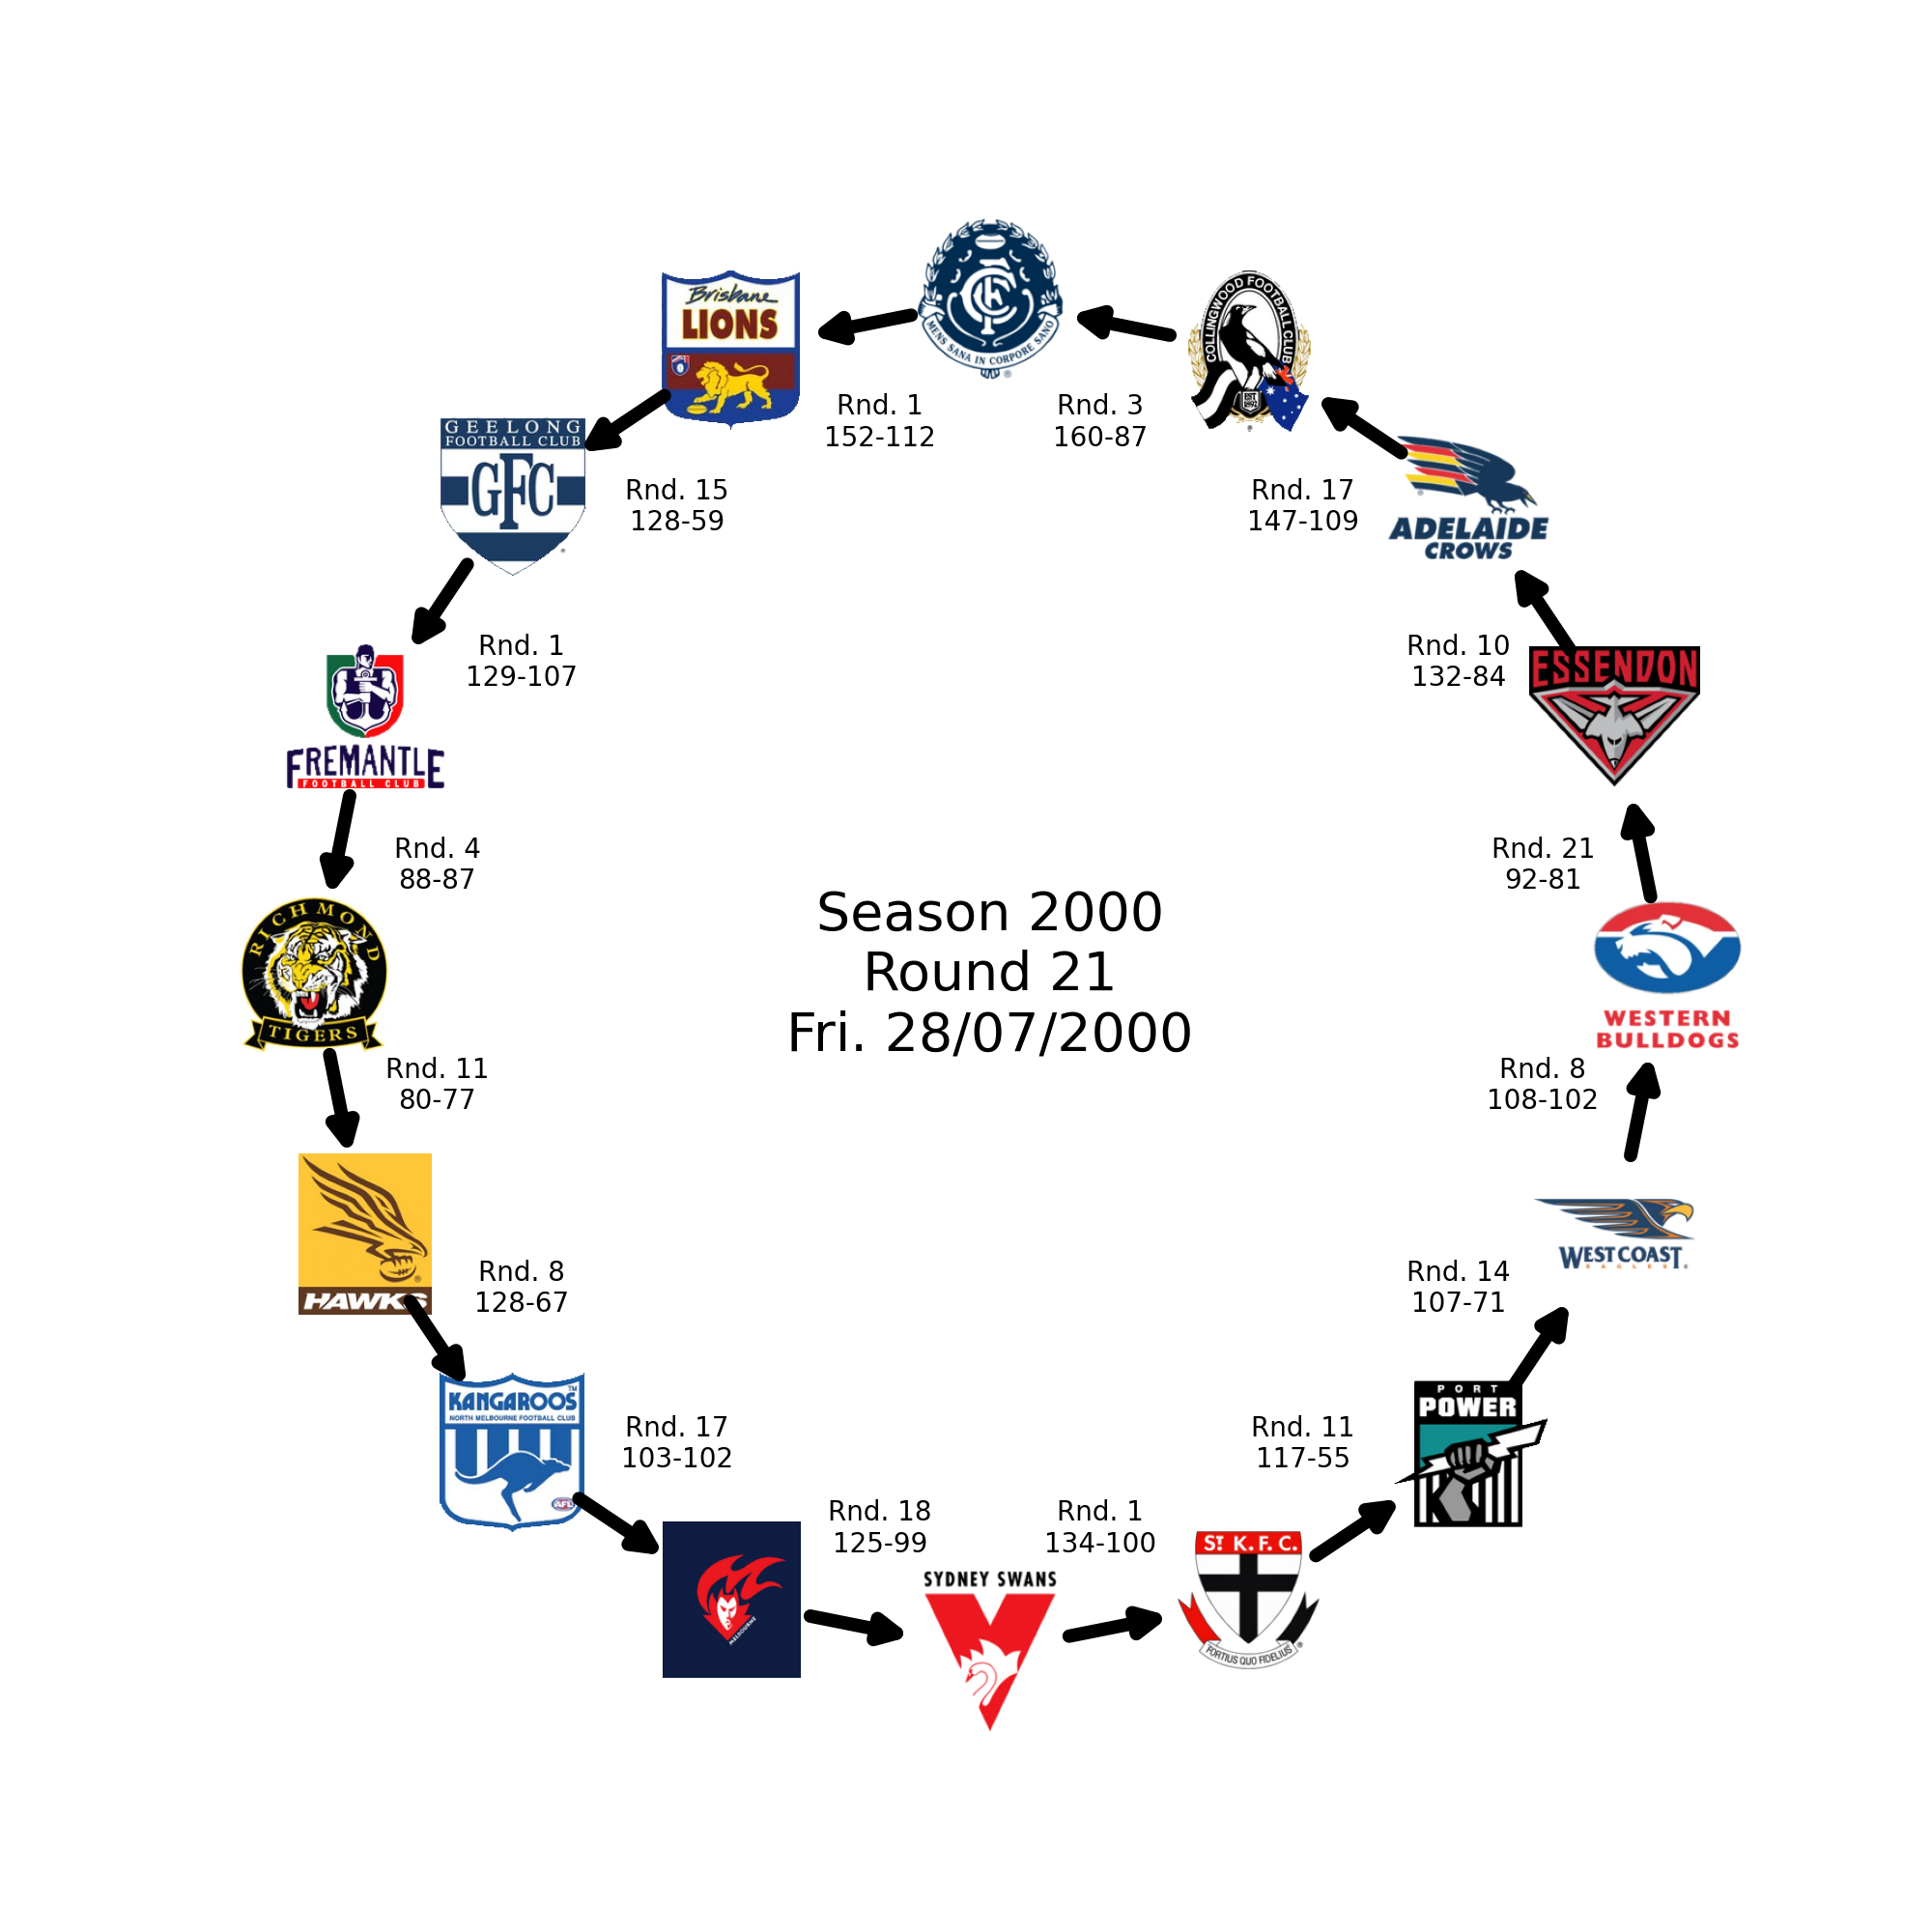 MENS SANA IN CORPORE SANO
Brisbane
LIONS
COLLINGWOOD FOOTBALL CLUB
EST 1892
Rnd. 1
152-112
Rnd. 3
160-87
GEELONG
FOOTBALL CLUB
GFC
Rnd. 15
128-59
Rnd. 17
147-109
ADELAIDE
CROWS
Rnd. 1
129-107
Rnd. 10
132-84
ESSENDON
FREMANTLE
FOOTBALL CLUB
Rnd. 4
88-87
Rnd. 21
92-81
Season 2000
Round 21
Fri. 28/07/2000
RICHMOND
TIGERS
WESTERN
BULLDOGS
Rnd. 11
80-77
Rnd. 8
108-102
HAWKS
Rnd. 8
128-67
Rnd. 14
107-71
WEST COAST
EAGLES
KANGAROOS
NORTH MELBOURNE FOOTBALL CLUB
AFL
Rnd. 17
103-102
Rnd. 11
117-55
PORT
POWER
Rnd. 18
125-99
Rnd. 1
134-100
MELBOURNE
SYDNEY SWANS
ST K.F.C.
FORTIUS QUO FIDELIUS